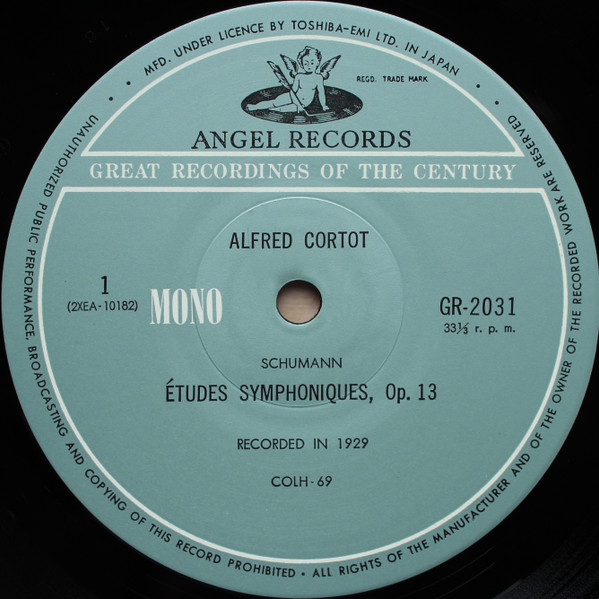 MFD. UNDER LICENCE BY TOSHIBA-EMI LTD. IN JAPAN
REGD. TRADE MARK
ANGEL RECORDS
GREAT RECORDINGS OF THE CENTURY
ALFRED CORTOT
1
(2XEA-10182)
MONO
GR-2031
33⅓ r. p. m.
SCHUMANN
ÉTUDES SYMPHONIQUES, Op. 13
RECORDED IN 1929
COLH-69
UNAUTHORIZED PUBLIC PERFORMANCE, BROADCASTING AND COPYING OF THIS RECORD PROHIBITED • ALL RIGHTS OF THE MANUFACTURER AND OF THE OWNER OF THE RECORDED WORK ARE RESERVED